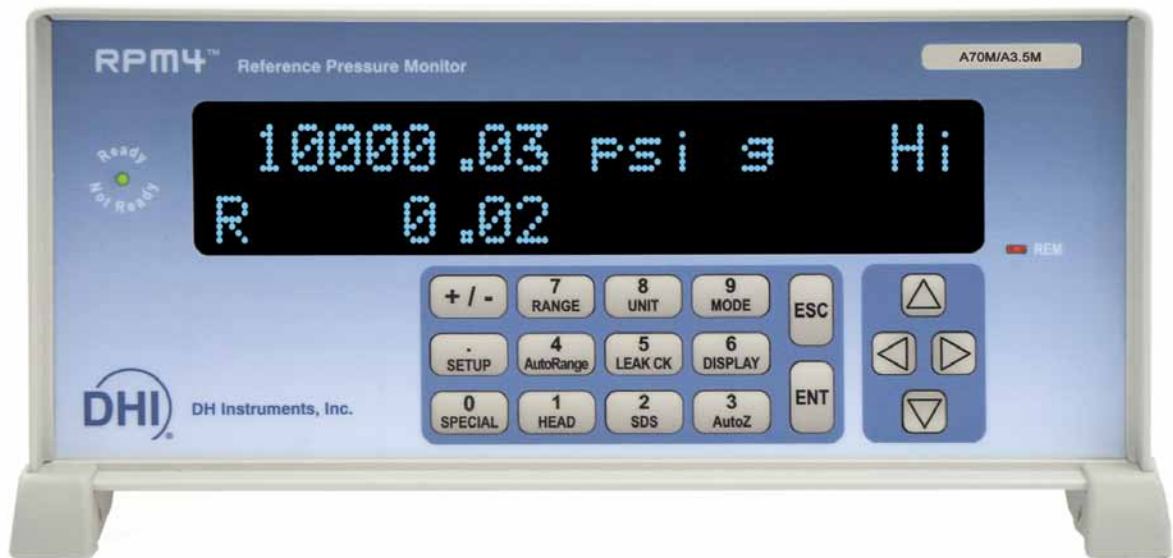 RPM4™ Reference Pressure Monitor
A70M/A3.5M
10000.03 psi g Hi
R 0.02
Ready
Not Ready
REM
+ / -
7 RANGE
8 UNIT
9 MODE
ESC
. SETUP
4 AutoRange
5 LEAK CK
6 DISPLAY
0 SPECIAL
1 HEAD
2 SDS
3 AutoZ
ENT
DHI® DH Instruments, Inc.